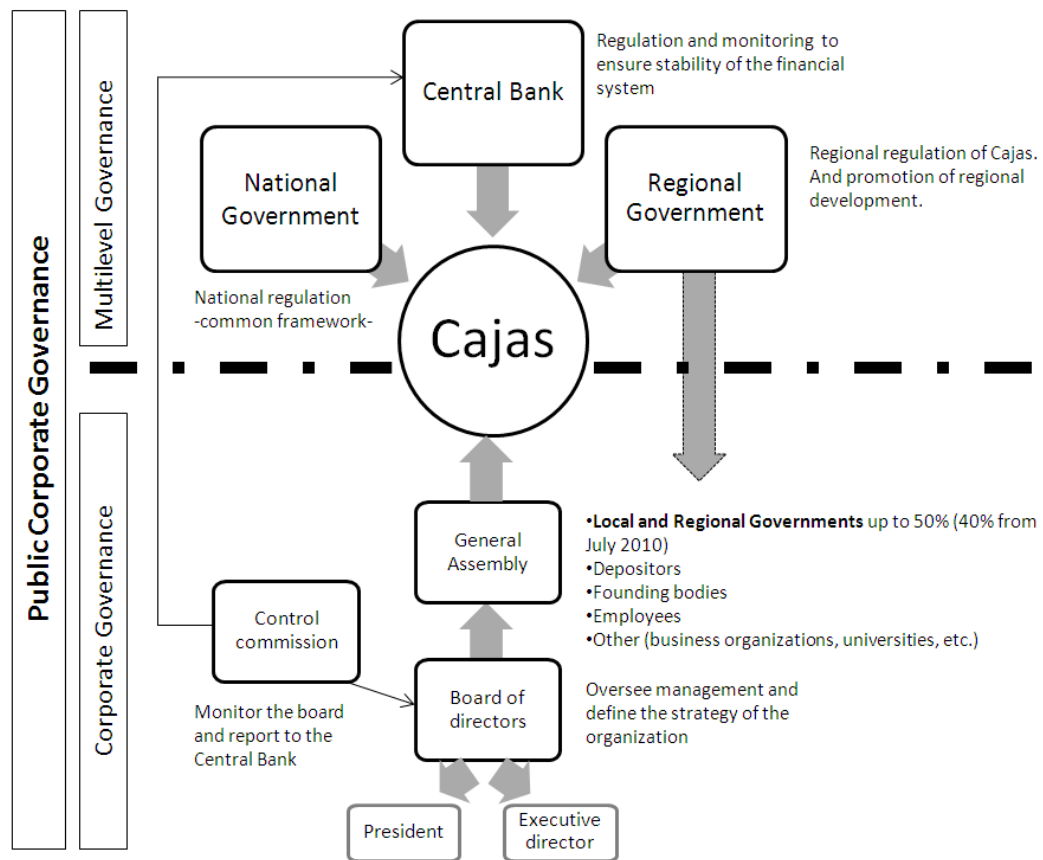 Public Corporate Governance
Multilevel Governance
Corporate Governance
Central Bank
Regulation and monitoring to
ensure stability of the financial
system
National
Government
Regional
Government
Regional regulation of Cajas.
And promotion of regional
development.
National regulation
-common framework-
Cajas
General
Assembly
•Local and Regional Governments up to 50% (40% from
July 2010)
•Depositors
•Founding bodies
•Employees
•Other (business organizations, universities, etc.)
Control
commission
Monitor the board
and report to the
Central Bank
Board of
directors
Oversee management and
define the strategy of the
organization
President
Executive
director